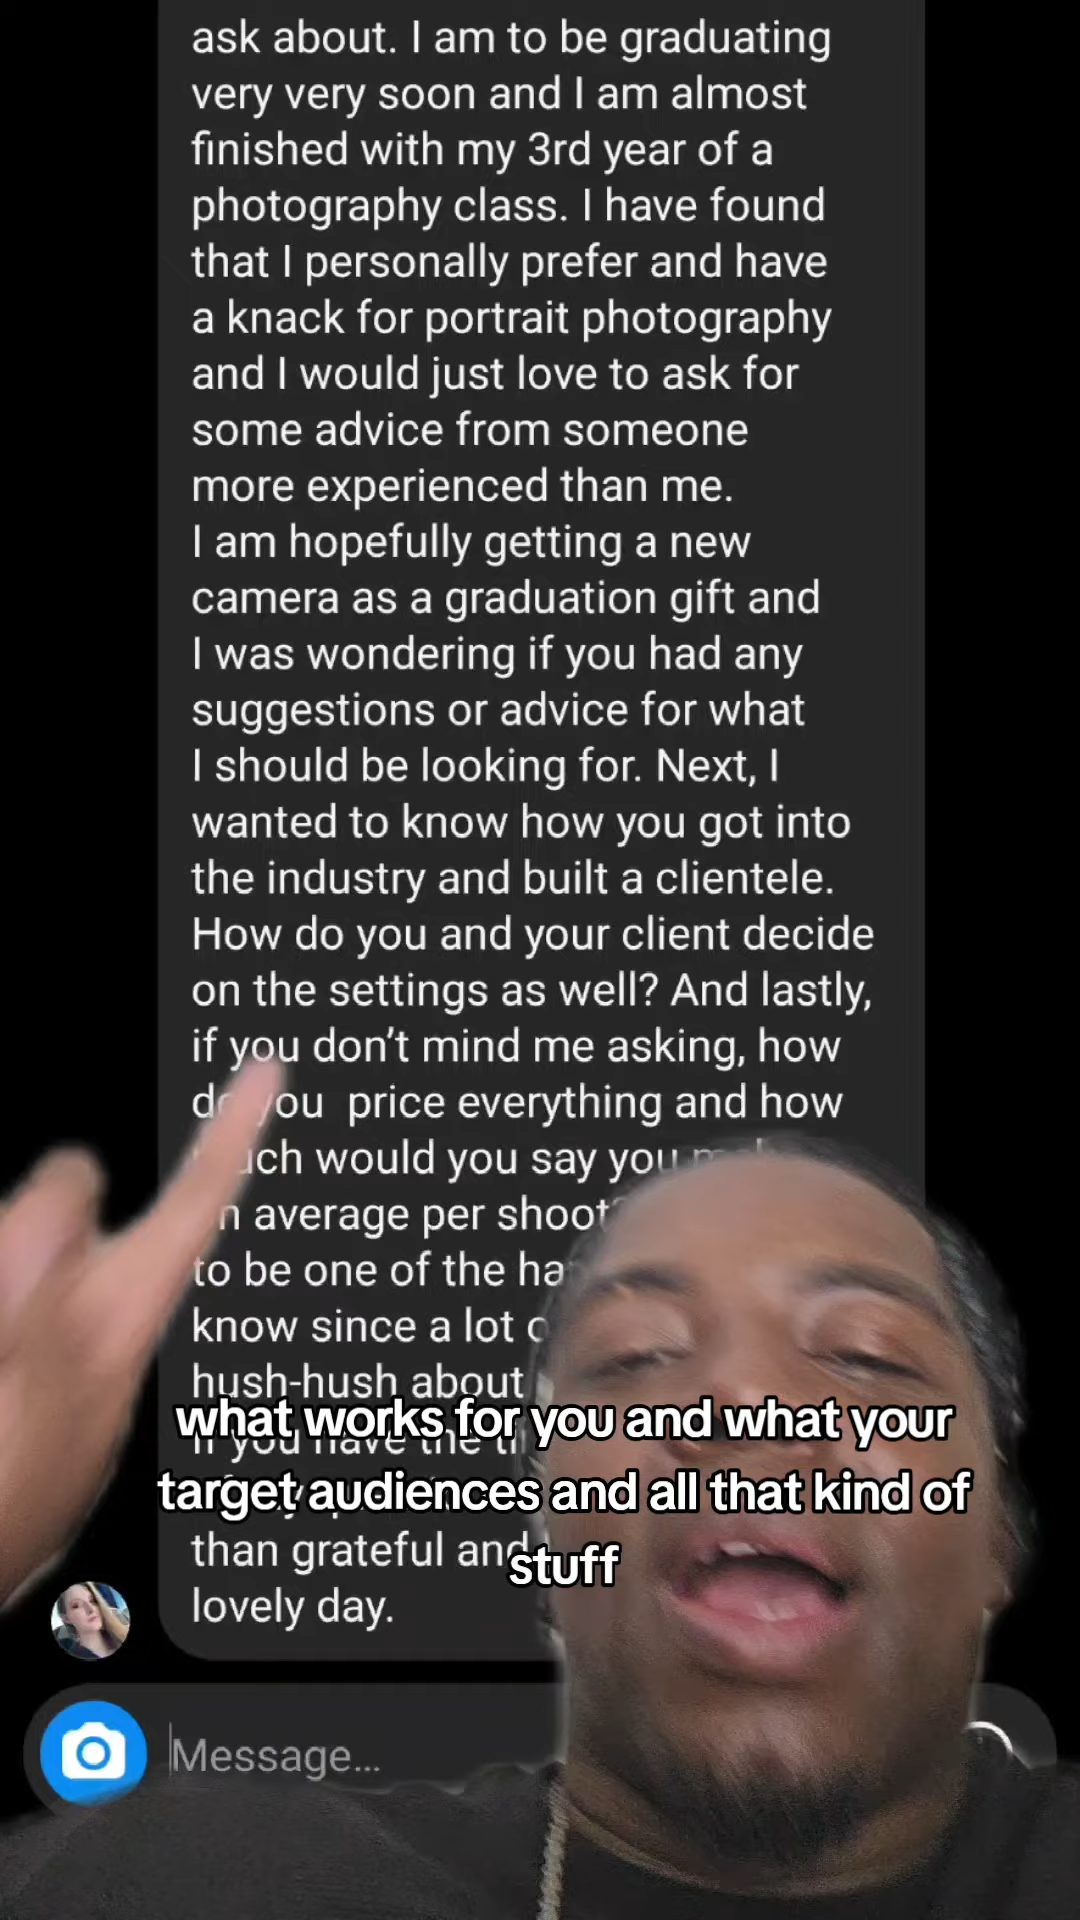 ask about. I am to be graduating
very very soon and I am almost
finished with my 3rd year of a
photography class. I have found
that I personally prefer and have
a knack for portrait photography
and I would just love to ask for
some advice from someone
more experienced than me.
I am hopefully getting a new
camera as a graduation gift and
I was wondering if you had any
suggestions or advice for what
I should be looking for. Next, I
wanted to know how you got into
the industry and built a clientele.
How do you and your client decide
on the settings as well? And lastly,
if you don’t mind me asking, how
you price everything and how
would you say you
average per shoot
to be one of the
know since a lot
hush-hush about
what works for you and what your
if you have the
target audiences and all that kind of
stuff
than grateful and
lovely day.
Message...